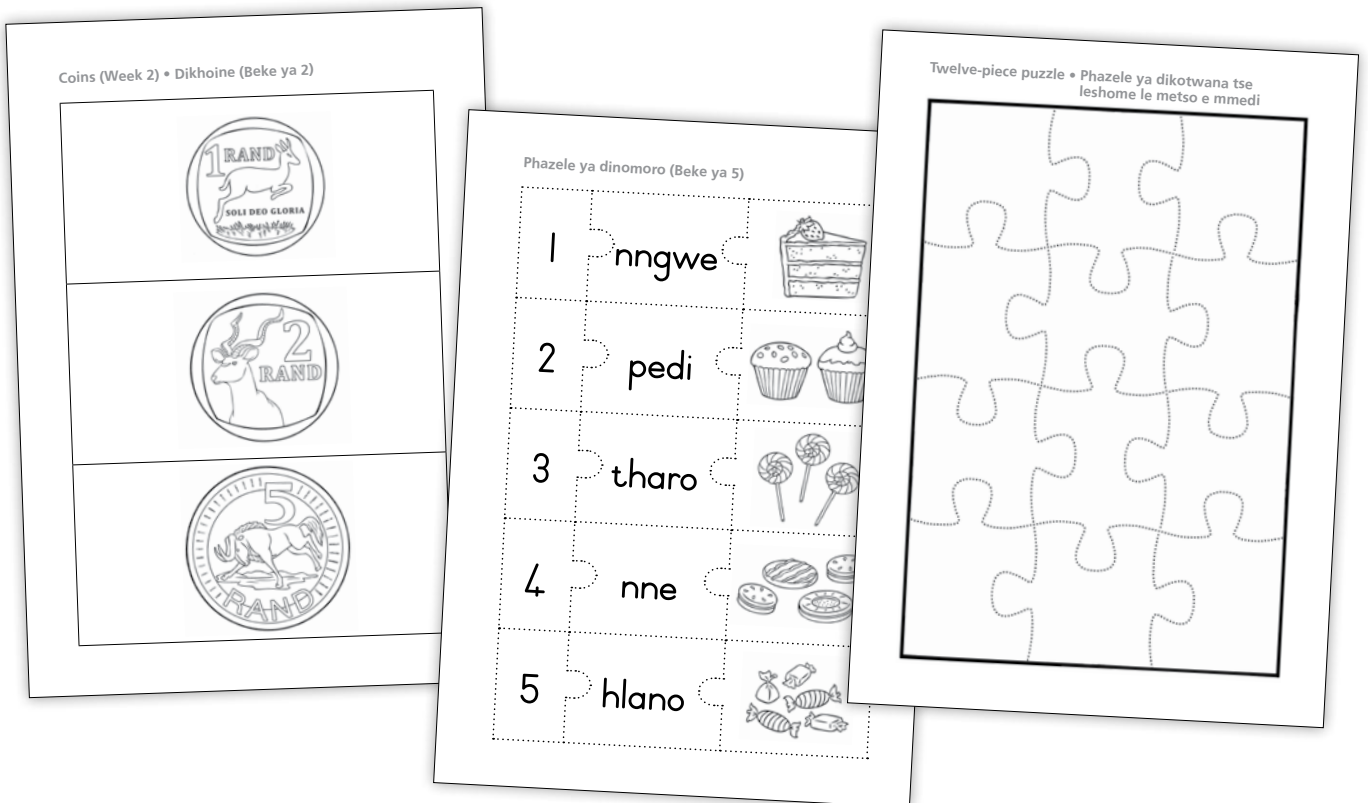 Coins (Week 2) • Dikhoine (Beke ya 2)
1 RAND
SOLI DEO GLORIA
2
RAND
5
RAND
Phazele ya dinomoro (Beke ya 5)
1 nngwe
2 pedi
3 tharo
4 nne
5 hlano
Twelve-piece puzzle • Phazele ya dikotwana tse
leshome le metso e mmedi